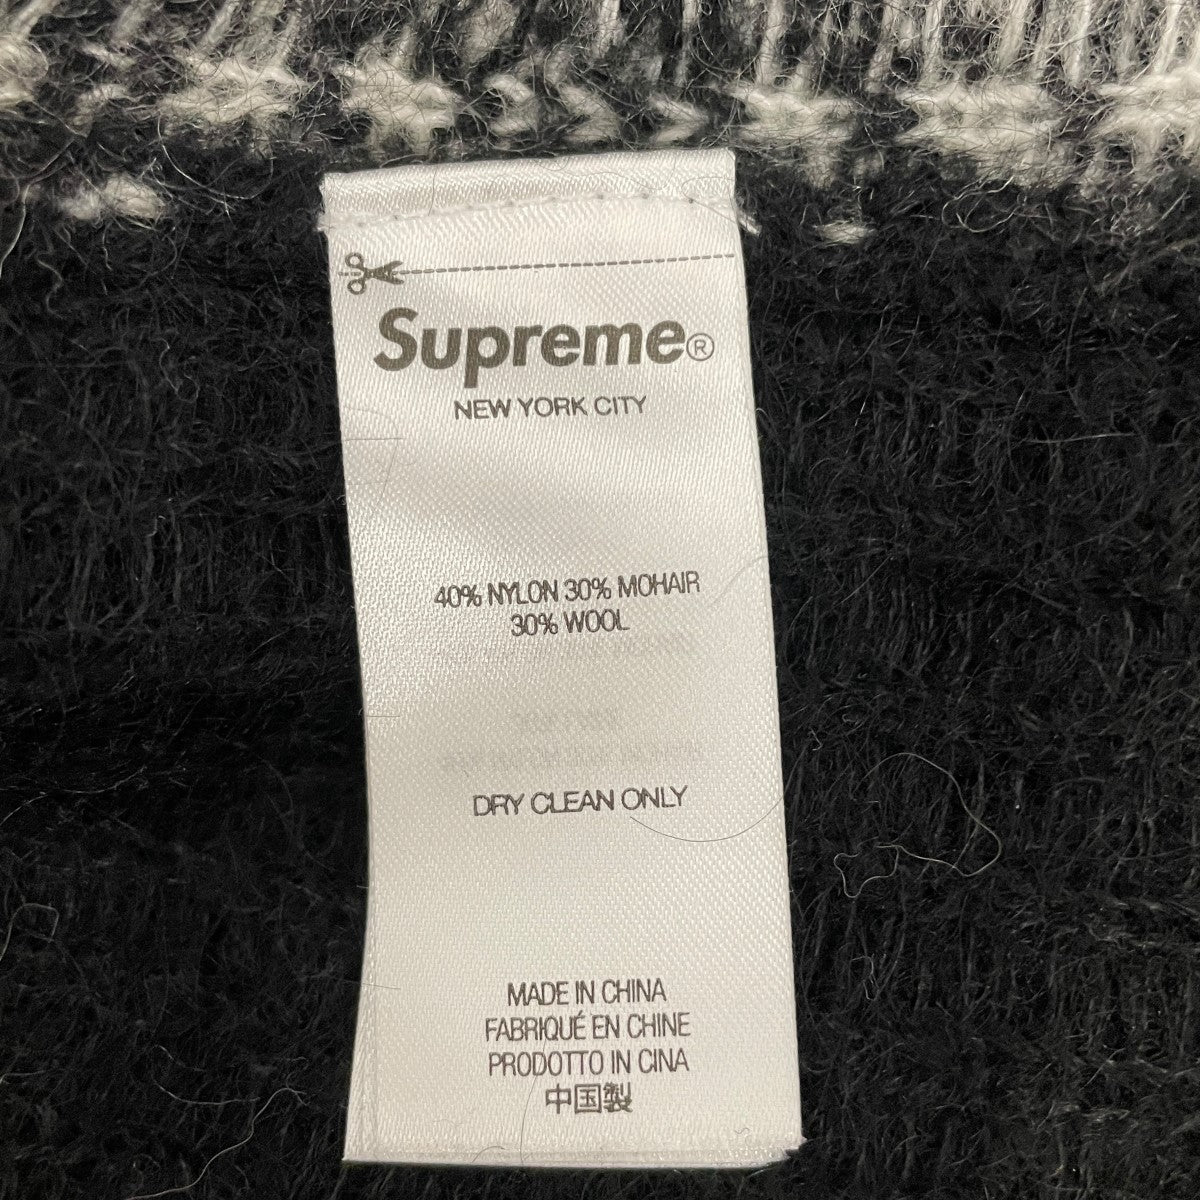 Supreme®
NEW YORK CITY
40% NYLON 30% MOHAIR
30% WOOL
DRY CLEAN ONLY
MADE IN CHINA
FABRIQUÉ EN CHINE
PRODOTTO IN CINA
中国製